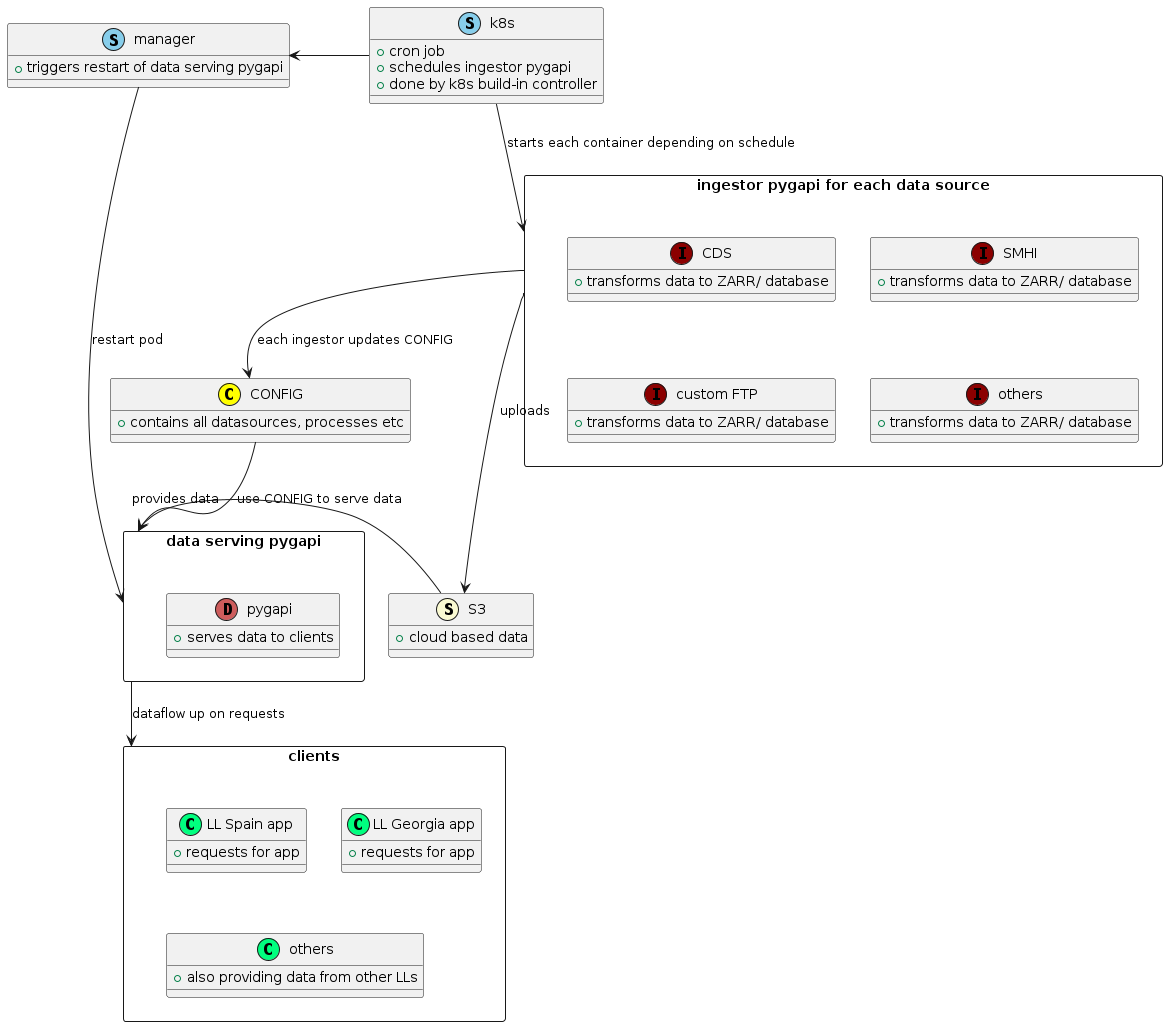 S k8s
S manager
cron job
triggers restart of data serving pygapi
schedules ingestor pygapi
done by k8s build-in controller
starts each container depending on schedule
ingestor pygapi for each data source
I CDS
I SMHI
transforms data to ZARR/ database
transforms data to ZARR/ database
restart pod
each ingestor updates CONFIG
C CONFIG
I custom FTP
I others
contains all datasources, processes etc
transforms data to ZARR/ database
transforms data to ZARR/ database
uploads
provides data
use CONFIG to serve data
data serving pygapi
D pygapi
S S3
serves data to clients
cloud based data
dataflow up on requests
clients
C LL Spain app
C LL Georgia app
requests for app
requests for app
C others
also providing data from other LLs